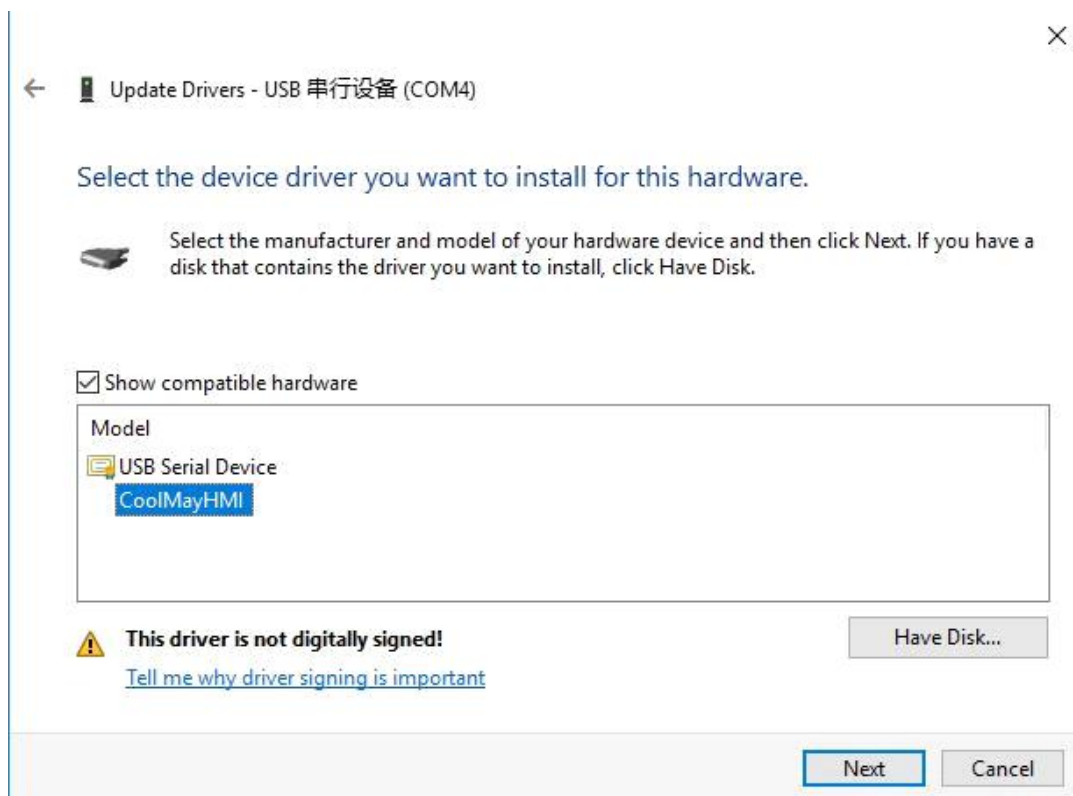 Update Drivers - USB 串行设备 (COM4)
Select the device driver you want to install for this hardware.
Select the manufacturer and model of your hardware device and then click Next. If you have a
disk that contains the driver you want to install, click Have Disk.
Show compatible hardware
Model
USB Serial Device
CoolMayHMI
This driver is not digitally signed!
Have Disk...
Tell me why driver signing is important
Next
Cancel